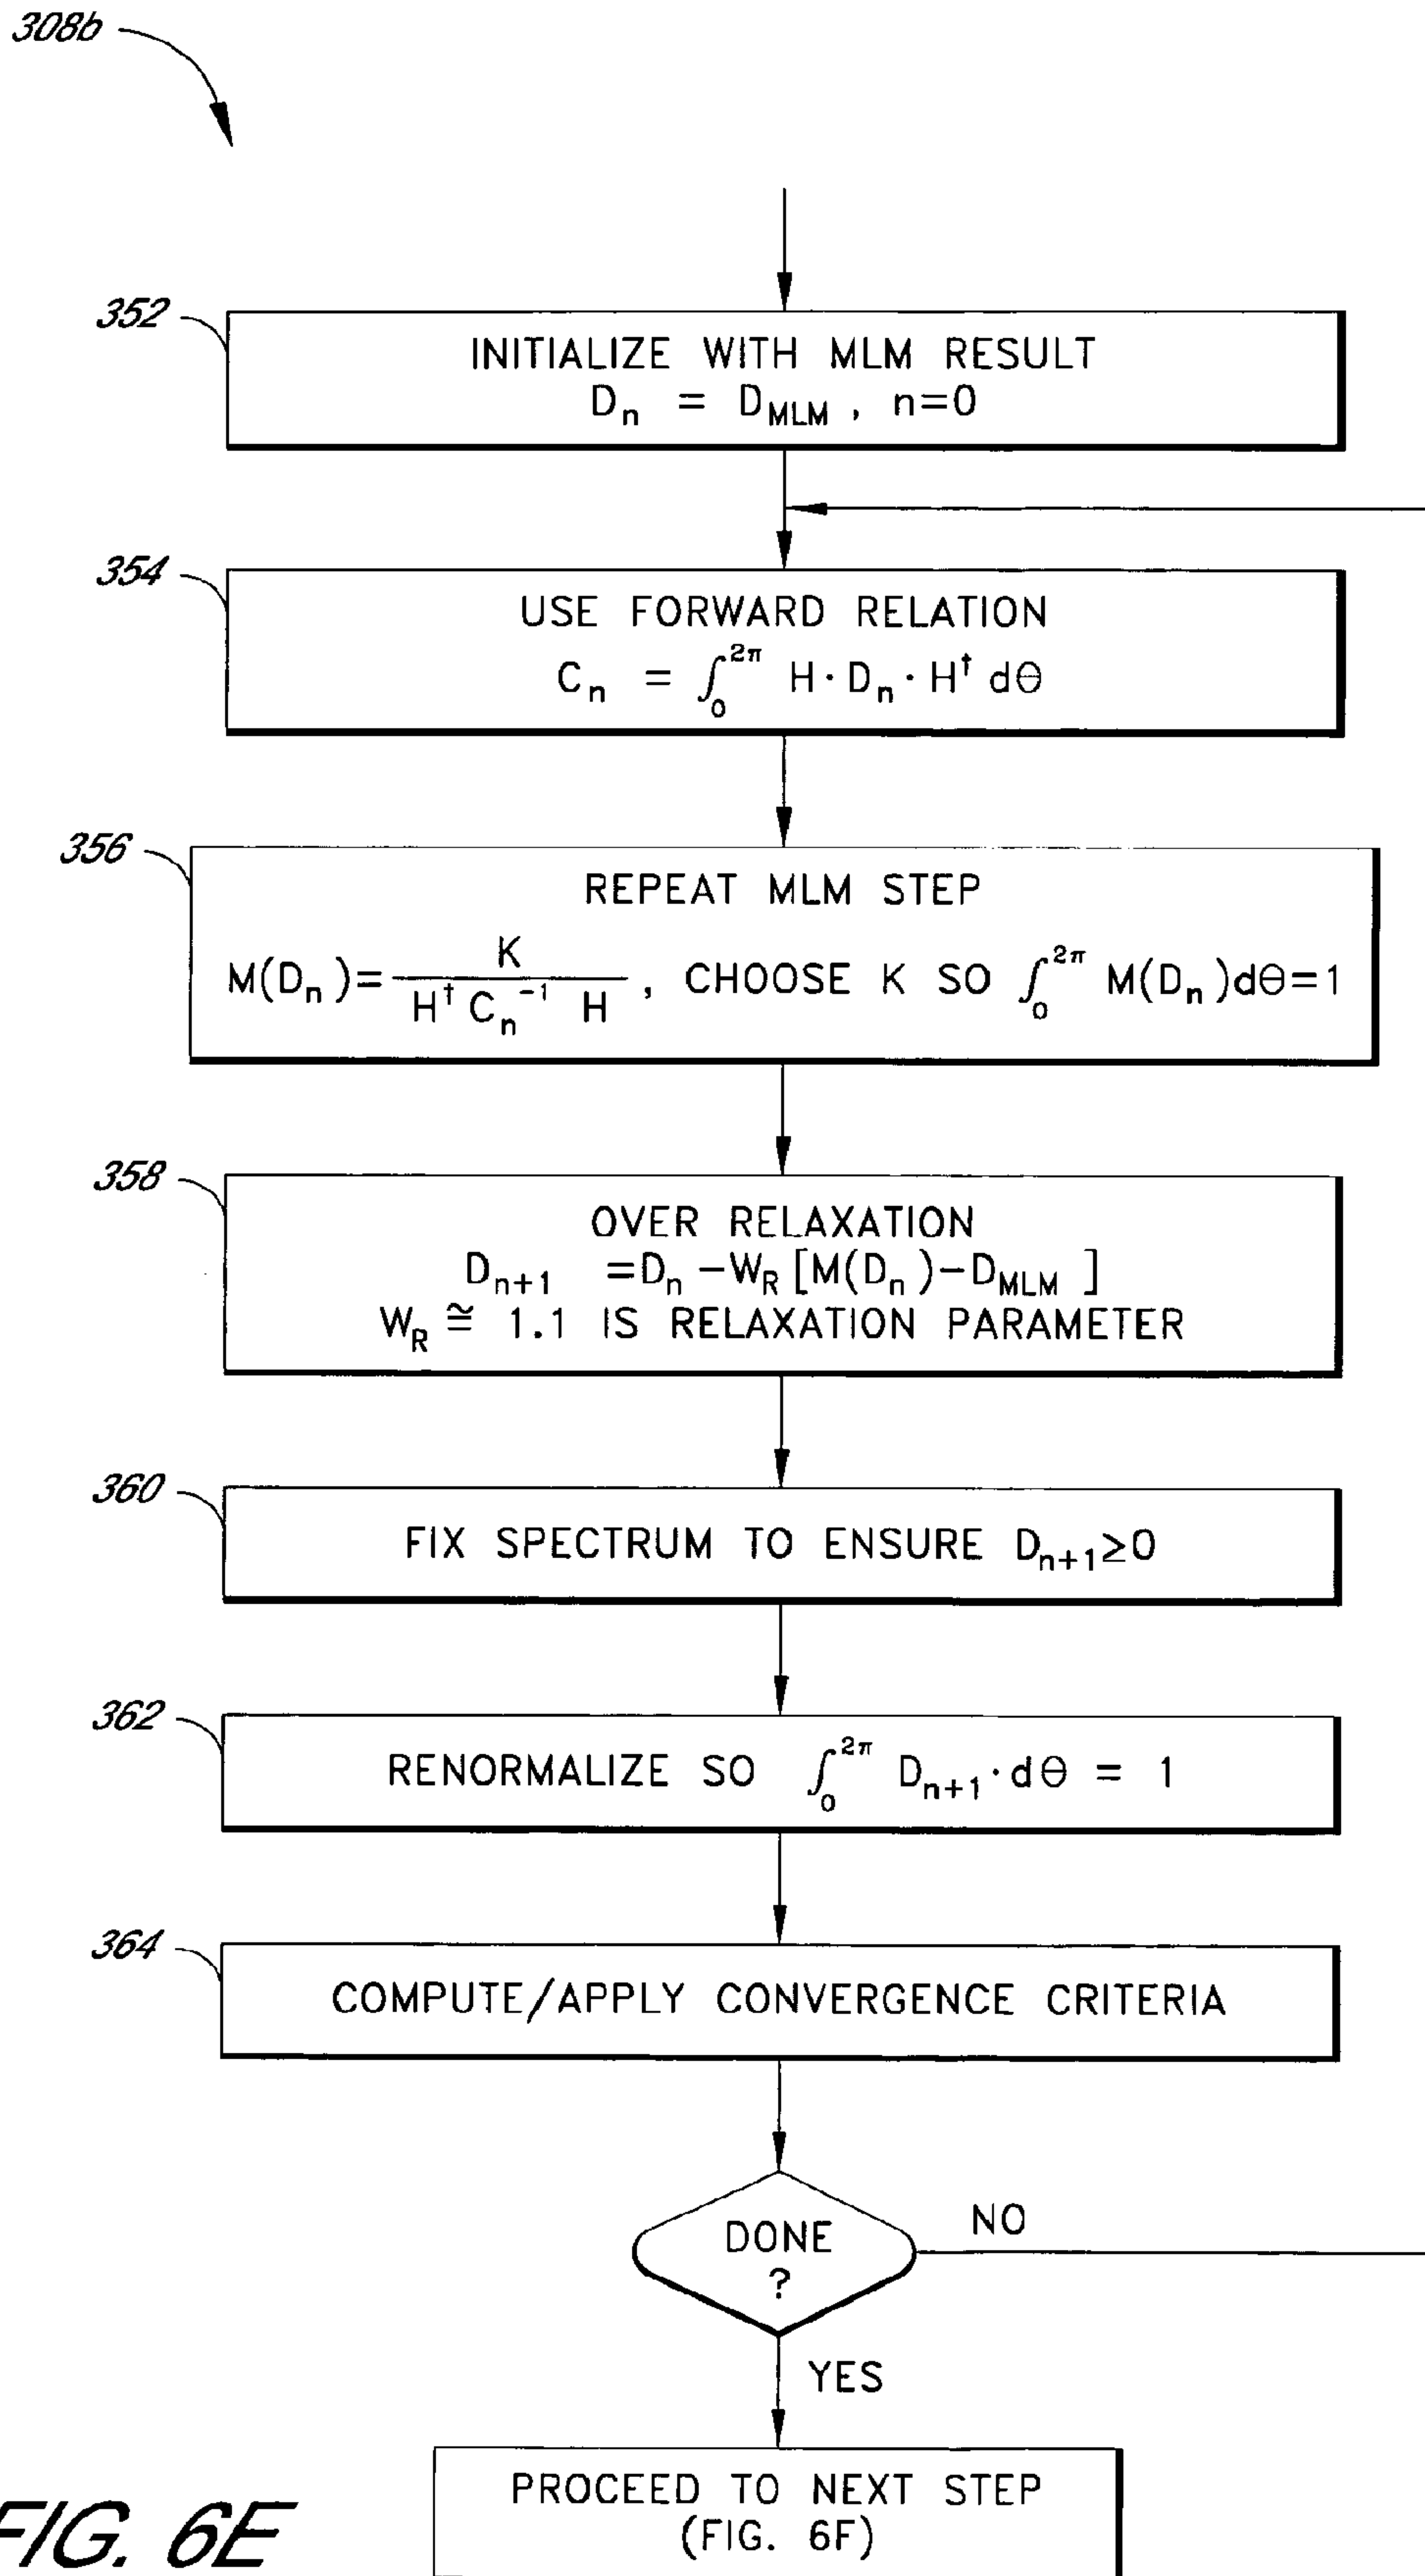 308b
352
INITIALIZE WITH MLM RESULT
Dₙ = D_MLM , n=0
354
USE FORWARD RELATION
Cₙ = ∫₀^2π H·Dₙ·H† dθ
356
REPEAT MLM STEP
M(Dₙ)= K / (H† Cₙ⁻¹ H) , CHOOSE K SO ∫₀^2π M(Dₙ)dθ=1
358
OVER RELAXATION
Dₙ₊₁ =Dₙ −W_R [M(Dₙ)−D_MLM ]
W_R ≅ 1.1 IS RELAXATION PARAMETER
360
FIX SPECTRUM TO ENSURE Dₙ₊₁≥0
362
RENORMALIZE SO ∫₀^2π Dₙ₊₁·dθ = 1
364
COMPUTE/APPLY CONVERGENCE CRITERIA
DONE
?
NO
YES
PROCEED TO NEXT STEP
(FIG. 6F)
FIG. 6E